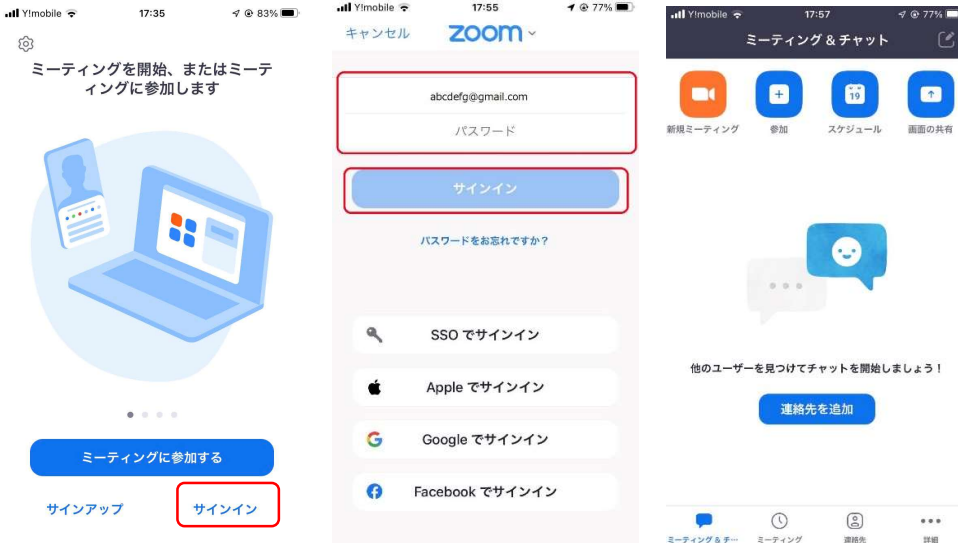 Y!mobile 17:35 83%
ミーティングを開始、またはミーテ
ィングに参加します
ミーティングに参加する
サインアップ サインイン
Y!mobile 17:55 77%
キャンセル zoom
abcdefg@gmail.com
パスワード
サインイン
パスワードをお忘れですか?
SSO でサインイン
Apple でサインイン
Google でサインイン
Facebook でサインイン
Y!mobile 17:57 77%
ミーティング & チャット
19
新規ミーティング 参加 スケジュール 画面の共有
他のユーザーを見つけてチャットを開始しましょう!
連絡先を追加
ミーティング & チ… ミーティング 連絡先 詳細